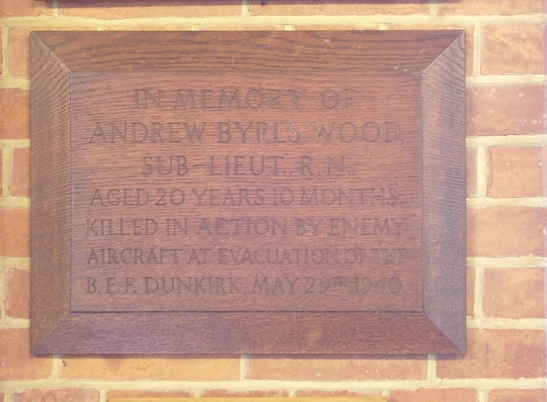 IN MEMORY OF
ANDREW BYRLS WOOD,
SUB-LIEUT., R.N.
AGED 20 YEARS 10 MONTHS.
KILLED IN ACTION BY ENEMY
AIRCRAFT AT EVACUATION OF THE
B.E.F. DUNKIRK, MAY 29TH 1940.